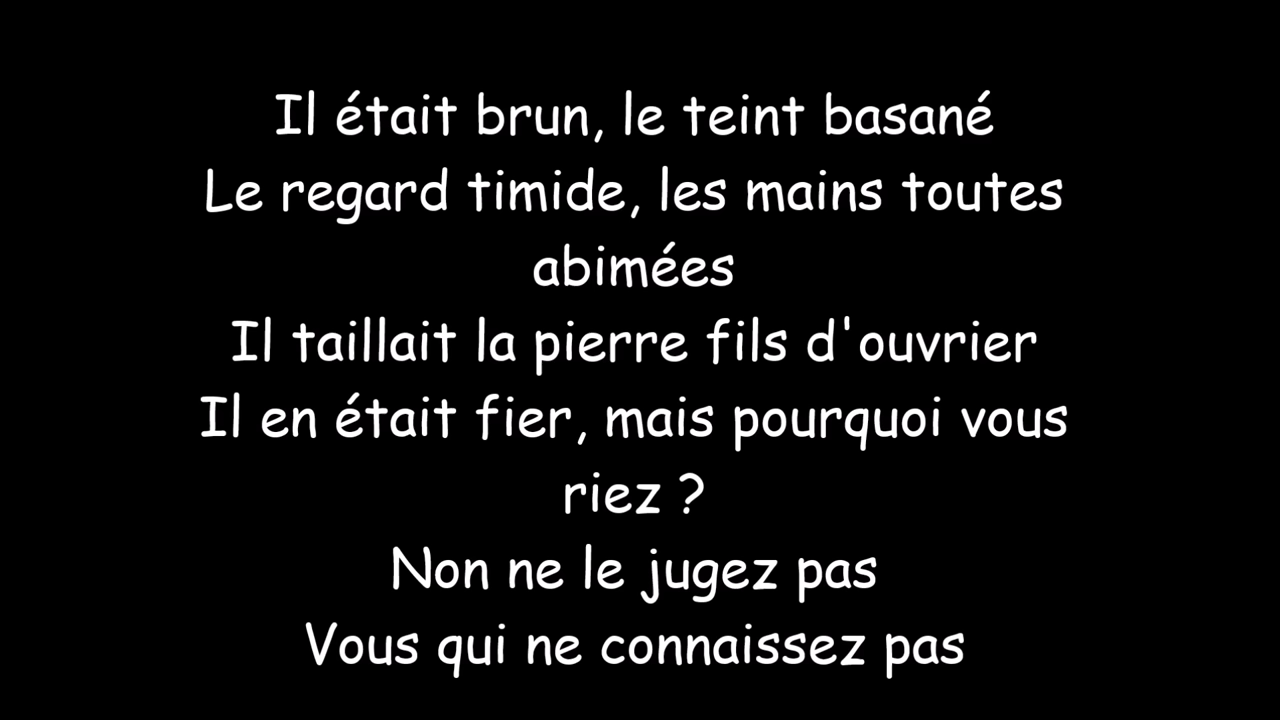 Il était brun, le teint basané
Le regard timide, les mains toutes
abimées
Il taillait la pierre fils d'ouvrier
Il en était fier, mais pourquoi vous
riez ?
Non ne le jugez pas
Vous qui ne connaissez pas